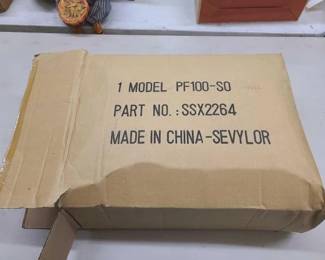 1 MODEL PF100-SO
PART NO.:SSX2264
MADE IN CHINA-SEVYLOR